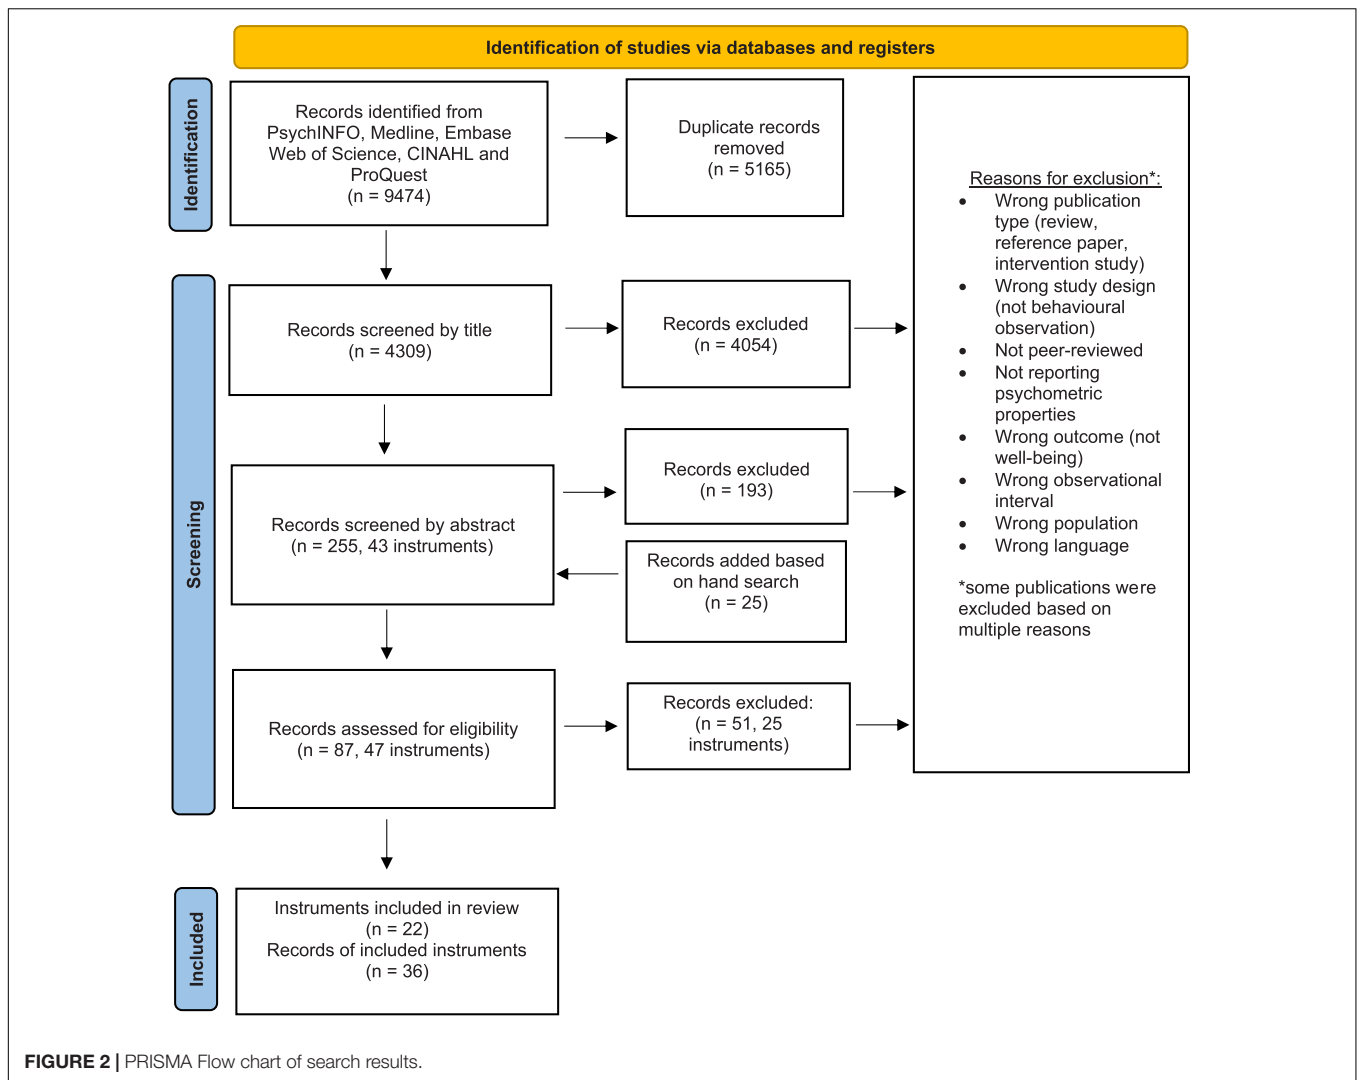 Identification of studies via databases and registers
Identification
Records identified from
PsychINFO, Medline, Embase
Web of Science, CINAHL and
ProQuest
(n = 9474)
Duplicate records
removed
(n = 5165)
Screening
Records screened by title
(n = 4309)
Records excluded
(n = 4054)
Records screened by abstract
(n = 255, 43 instruments)
Records excluded
(n = 193)
Records added based
on hand search
(n = 25)
Records assessed for eligibility
(n = 87, 47 instruments)
Records excluded:
(n = 51, 25
instruments)
Reasons for exclusion*:
• Wrong publication
type (review,
reference paper,
intervention study)
• Wrong study design
(not behavioural
observation)
• Not peer-reviewed
• Not reporting
psychometric
properties
• Wrong outcome (not
well-being)
• Wrong observational
interval
• Wrong population
• Wrong language
*some publications were
excluded based on
multiple reasons
Included
Instruments included in review
(n = 22)
Records of included instruments
(n = 36)
FIGURE 2 | PRISMA Flow chart of search results.